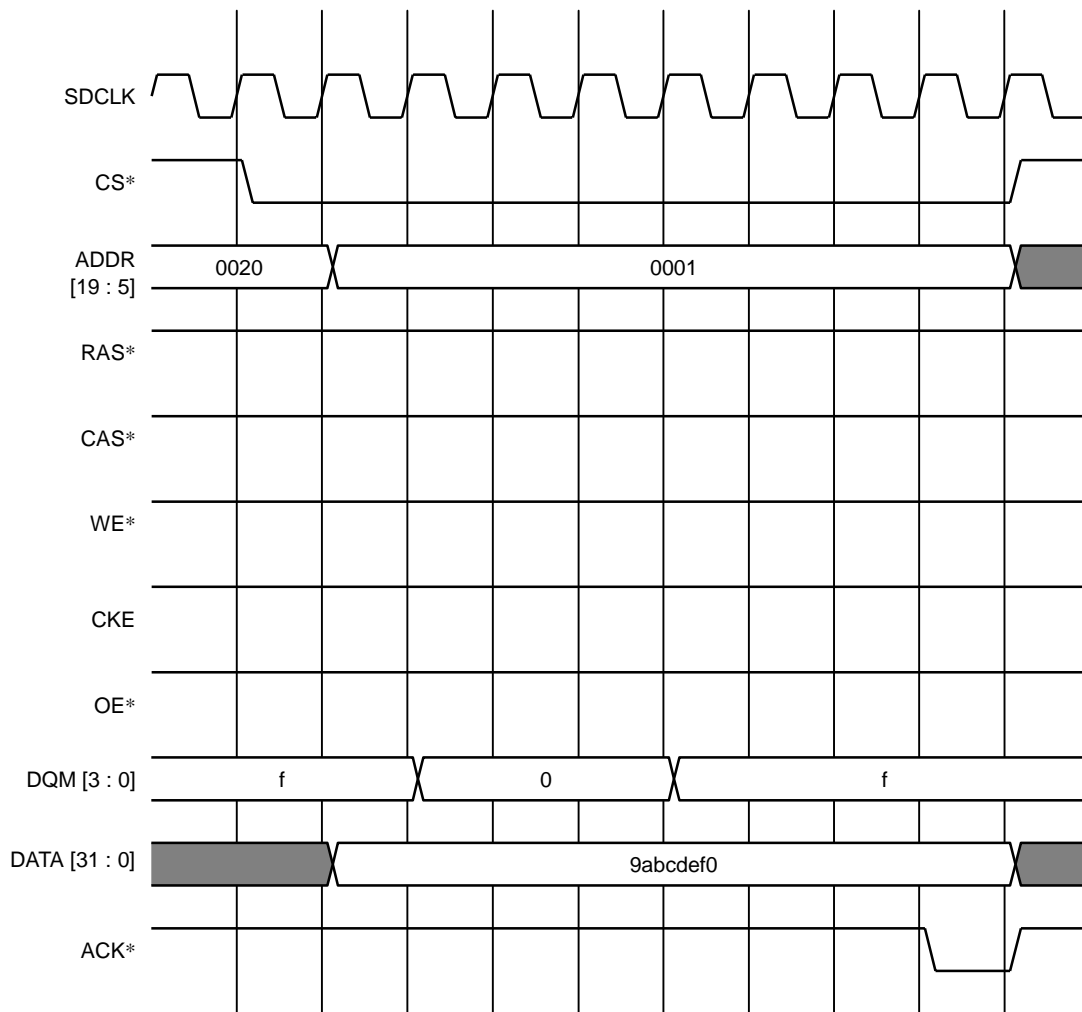 SDCLK
CS*
ADDR
[19 : 5]
0020
0001
RAS*
CAS*
WE*
CKE
OE*
DQM [3 : 0]
f
0
f
DATA [31 : 0]
9abcdef0
ACK*